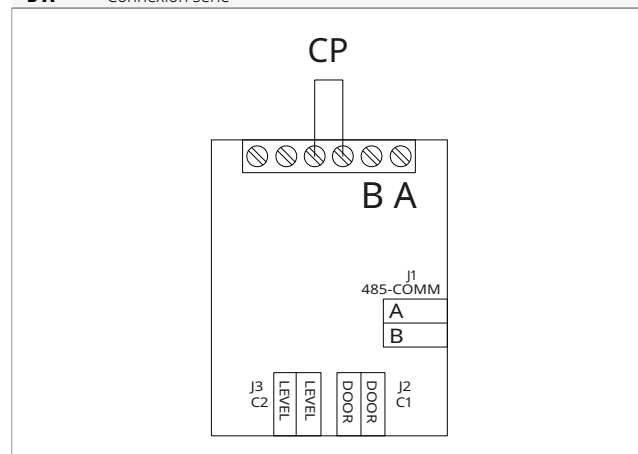 Connexion série
CP
B A
J1
485-COMM
A
B
J3
C2
LEVEL
LEVEL
DOOR
DOOR
J2
C1